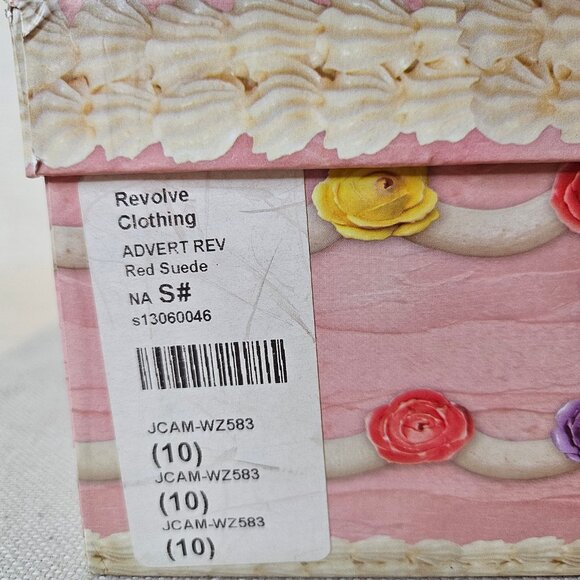 Revolve
Clothing
ADVERT REV
Red Suede
NA S#
s13060046
JCAM-WZ583
(10)
JCAM-WZ583
(10)
JCAM-WZ583
(10)